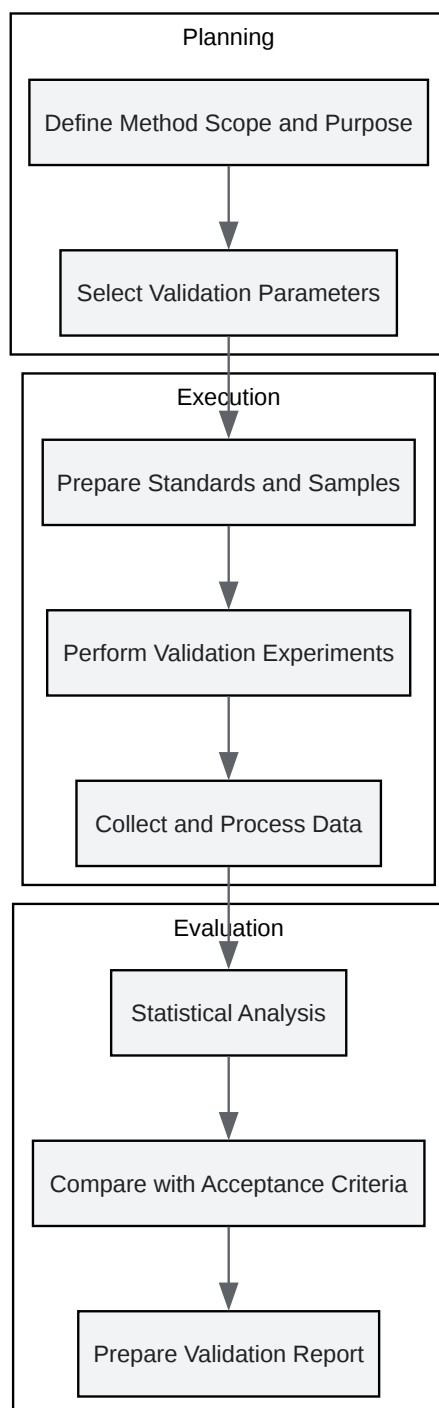 Planning
Define Method Scope and Purpose
Select Validation Parameters
Execution
Prepare Standards and Samples
Perform Validation Experiments
Collect and Process Data
Evaluation
Statistical Analysis
Compare with Acceptance Criteria
Prepare Validation Report